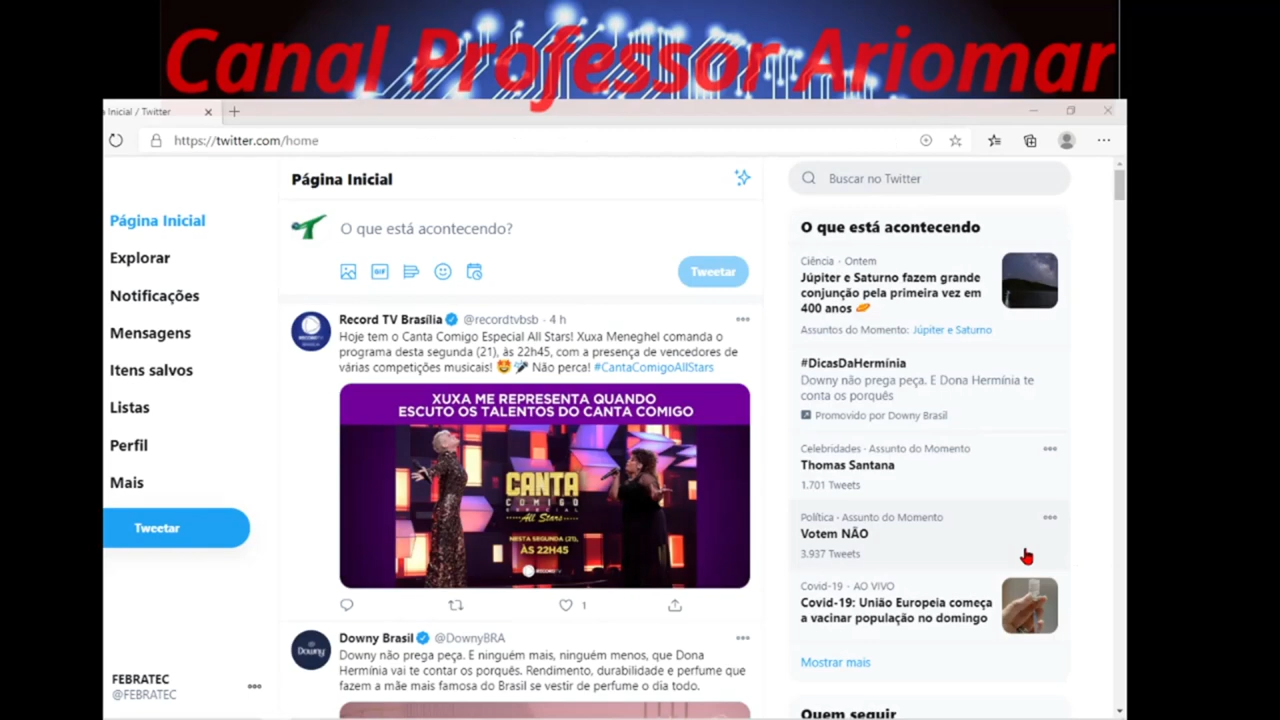 Canal Professor Ariomar
Inicial / Twitter
https://twitter.com/home
Página Inicial
Explorar
Notificações
Mensagens
Itens salvos
Listas
Perfil
Mais
Tweetar
FEBRATEC
@FEBRATEC
Página Inicial
O que está acontecendo?
GIF
Tweetar
Record TV Brasília @recordtvbsb · 4 h
Hoje tem o Canta Comigo Especial All Stars! Xuxa Meneghel comanda o
programa desta segunda (21), às 22h45, com a presença de vencedores de
várias competições musicais! 🤩🎤 Não perca! #CantaComigoAllStars
XUXA ME REPRESENTA QUANDO
ESCUTO OS TALENTOS DO CANTA COMIGO
CANTA
COMIGO
ESPECIAL
All Stars
NESTA SEGUNDA (21),
ÀS 22H45
RECORDTV
1
Downy Brasil @DownyBRA
Downy não prega peça. E ninguém mais, ninguém menos, que Dona
Hermínia vai te contar os porquês. Rendimento, durabilidade e perfume que
fazem a mãe mais famosa do Brasil se vestir de perfume o dia todo.
Downy
Buscar no Twitter
O que está acontecendo
Ciência · Ontem
Júpiter e Saturno fazem grande
conjunção pela primeira vez em
400 anos
Assuntos do Momento: Júpiter e Saturno
#DicasDaHermínia
Downy não prega peça. E Dona Hermínia te
conta os porquês
Promovido por Downy Brasil
Celebridades · Assunto do Momento
Thomas Santana
1.701 Tweets
Política · Assunto do Momento
Votem NÃO
3.937 Tweets
Covid-19 · AO VIVO
Covid-19: União Europeia começa
a vacinar população no domingo
Mostrar mais
Quem seguir